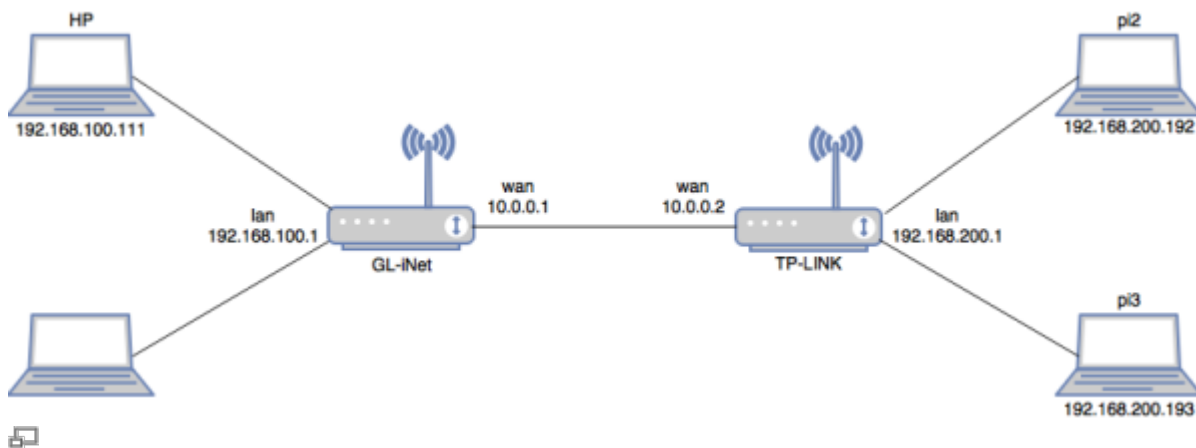 HP
192.168.100.111
lan
192.168.100.1
GL-iNet
wan
10.0.0.1
wan
10.0.0.2
TP-LINK
lan
192.168.200.1
pi2
192.168.200.192
pi3
192.168.200.193